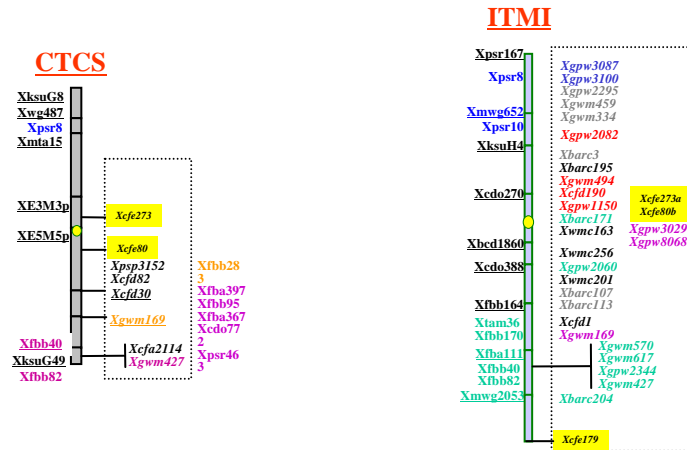 CTCS
XksuG8
Xwg487
Xpsr8
Xmta15
XE3M3p
XE5M5p
Xfbb40
XksuG49
Xfbb82
Xcfe273
Xcfe80
Xpsp3152
Xcfd82
Xcfd30
Xgwm169
Xcfa2114
Xgwm427
Xfbb28
3
Xfba397
Xfbb95
Xfba367
Xcdo77
2
Xpsr46
3
ITMI
Xpsr167
Xpsr8
Xmwg652
Xpsr10
XksuH4
Xcdo270
Xbcd1860
Xcdo388
Xfbb164
Xtam36
Xfbb170
Xfba111
Xfbb40
Xfbb82
Xmwg2053
Xgpw3087
Xgpw3100
Xgpw2295
Xgwm459
Xgwm334
Xgpw2082
Xbarc3
Xbarc195
Xgwm494
Xcfd190
Xgpw1150
Xbarc171
Xwmc163
Xwmc256
Xgpw2060
Xwmc201
Xbarc107
Xbarc113
Xcfd1
Xgwm169
Xgwm570
Xgwm617
Xgpw2344
Xgwm427
Xbarc204
Xcfe179
Xcfe273a
Xcfe80b
Xgpw3029
Xgpw8068